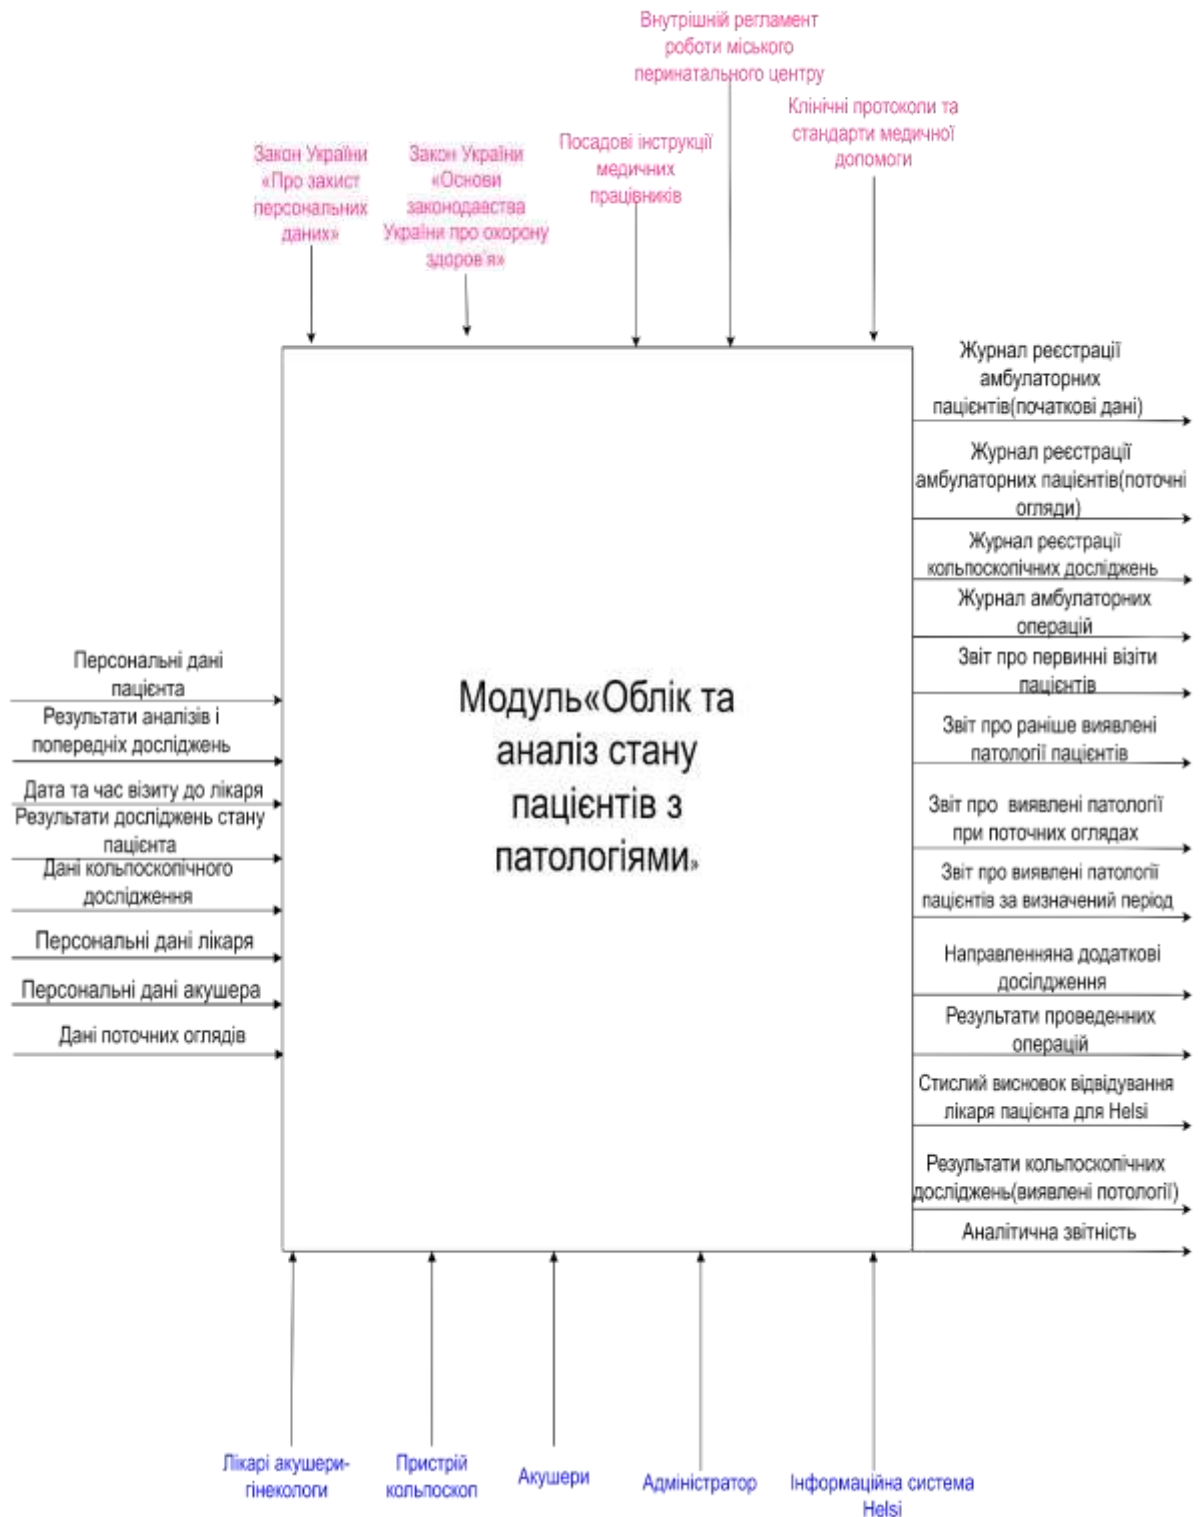 Внутрішній регламент
роботи міського
перинатального центру
Клінічні протоколи та
стандарти медичної
допомоги
Посадові інструкції
медичних
працівників
Закон України
«Про захист
персональних
даних»
Закон України
«Основи
законодавства
України про охорону
здоров'я»
Персональні дані
пацієнта
Результати аналізів і
попередніх досліджень
Дата та час візиту до лікаря
Результати досліджень стану
пацієнта
Дані кольпоскопічного
дослідження
Персональні дані лікаря
Персональні дані акушера
Дані поточних оглядів
Модуль«Облік та
аналіз стану
пацієнтів з
патологіями»
Журнал реєстрації
амбулаторних
пацієнтів(початкові дані)
Журнал реєстрації
амбулаторних пацієнтів(поточні
огляди)
Журнал реєстрації
кольпоскопічних досліджень
Журнал амбулаторних
операцій
Звіт про первинні візіти
пацієнтів
Звіт про раніше виявлені
патології пацієнтів
Звіт про виявлені патології
при поточних оглядах
Звіт про виявлені патології
пацієнтів за визначений період
Направленняна додаткові
досілдження
Результати проведенних
операцій
Стислий висновок відвідування
лікаря пацієнта для Helsi
Результати кольпоскопічних
досліджень(виявлені потології)
Аналітична звітність
Лікарі акушери-
гінекологи
Пристрій
кольпоскоп
Акушери
Адміністратор
Інформаційна система
Helsi